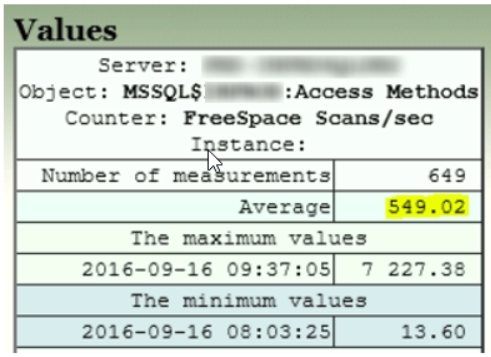 Values
Server:
Object: MSSQL$ :Access Methods
Counter: FreeSpace Scans/sec
Instance:
Number of measurements 649
Average 549.02
The maximum values
2016-09-16 09:37:05 7 227.38
The minimum values
2016-09-16 08:03:25 13.60